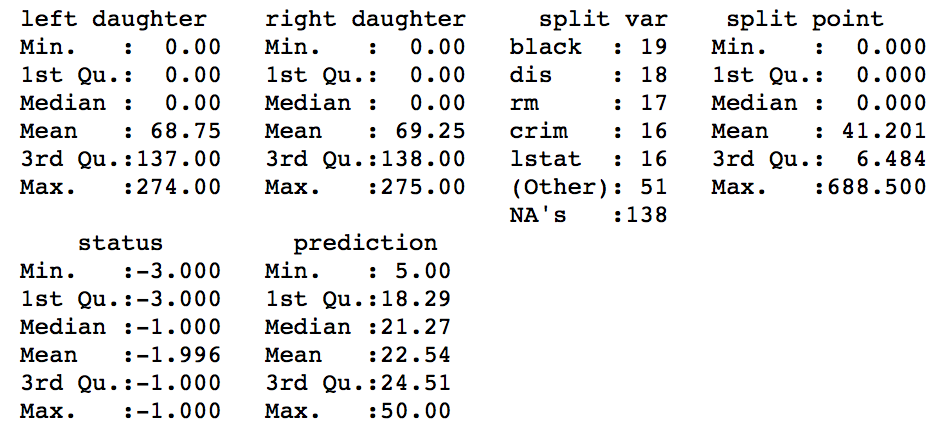 left daughter    right daughter     split var    split point
Min.   :  0.00   Min.   :  0.00   black  : 19   Min.   :  0.000
1st Qu.:  0.00   1st Qu.:  0.00   dis    : 18   1st Qu.:  0.000
Median :  0.00   Median :  0.00   rm     : 17   Median :  0.000
Mean   : 68.75   Mean   : 69.25   crim   : 16   Mean   : 41.201
3rd Qu.:137.00   3rd Qu.:138.00   lstat  : 16   3rd Qu.:  6.484
Max.   :274.00   Max.   :275.00   (Other): 51   Max.   :688.500
NA's   :138
status         prediction
Min.   :-3.000   Min.   : 5.00
1st Qu.:-3.000   1st Qu.:18.29
Median :-1.000   Median :21.27
Mean   :-1.996   Mean   :22.54
3rd Qu.:-1.000   3rd Qu.:24.51
Max.   :-1.000   Max.   :50.00